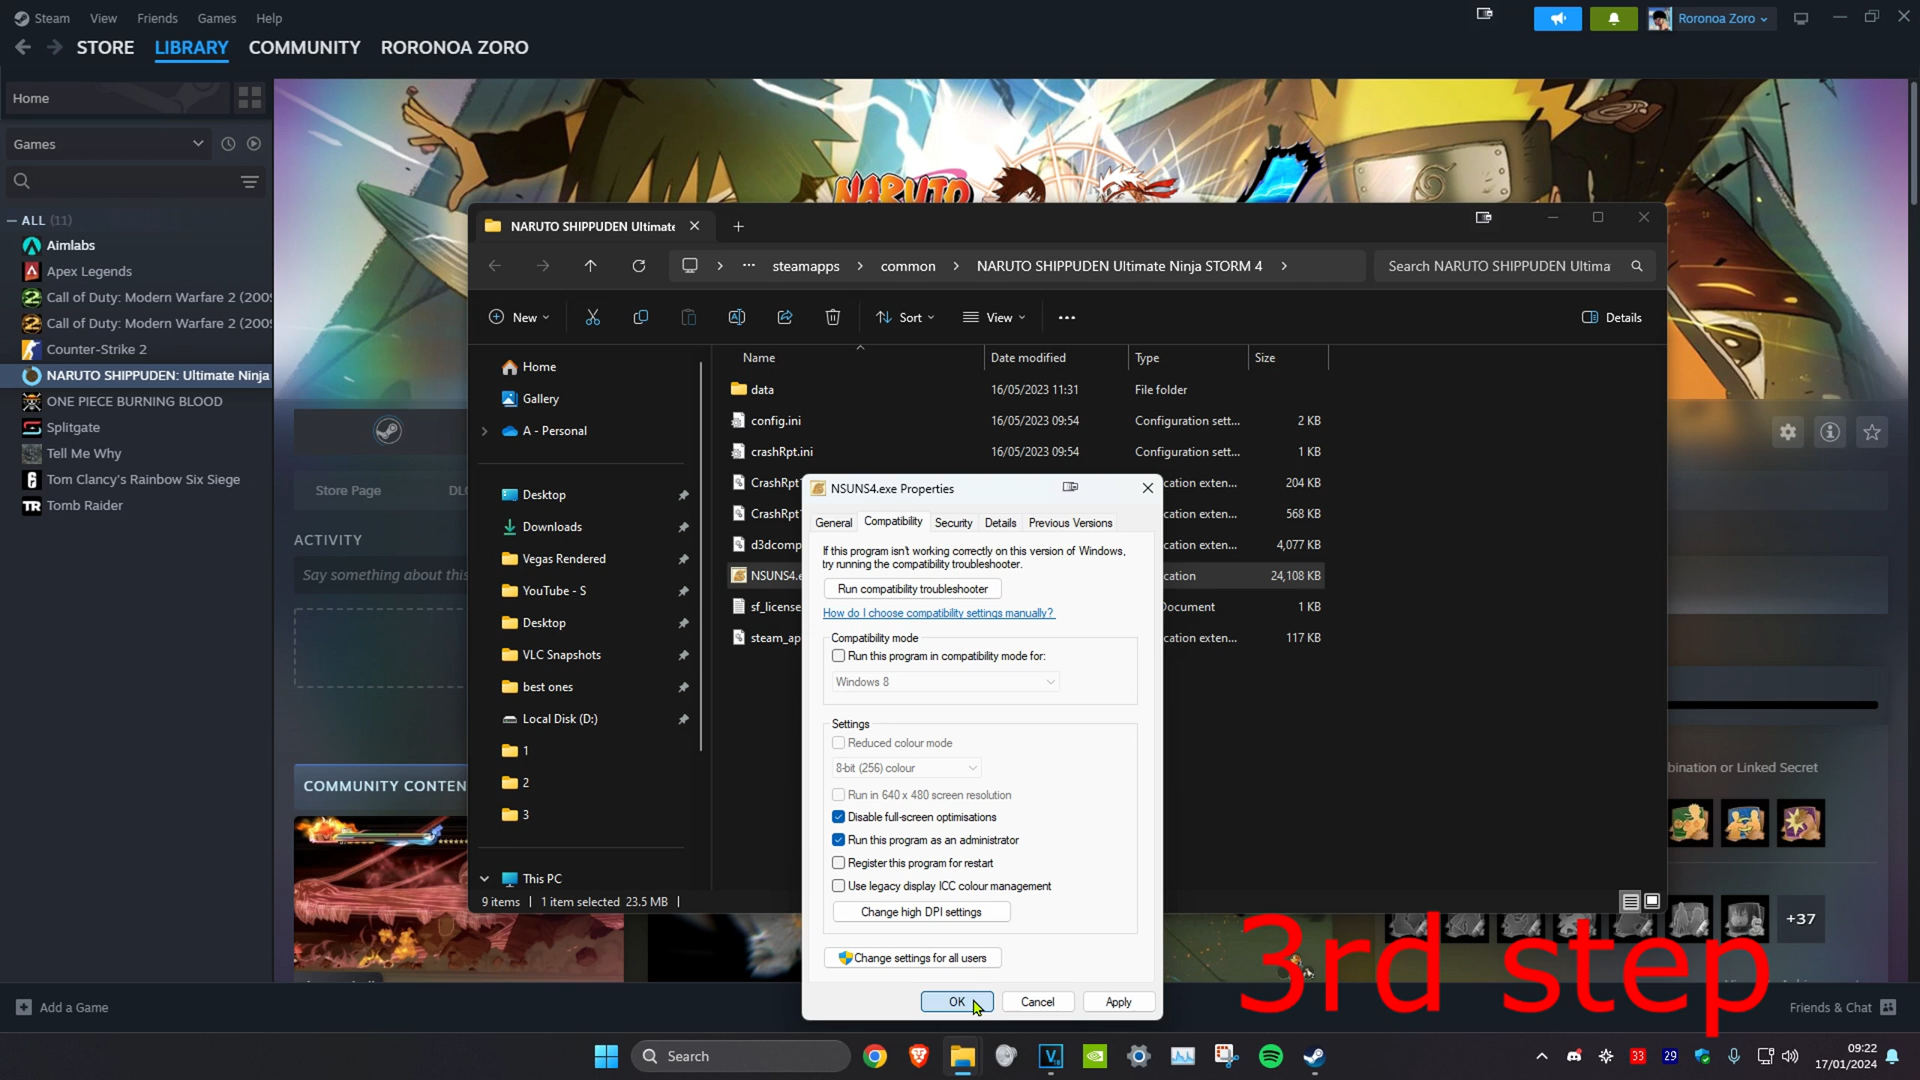 Steam View Friends Games Help
Roronoa Zoro
STORE LIBRARY COMMUNITY RORONOA ZORO
Home
Games
ALL (11)
Aimlabs
Apex Legends
Call of Duty: Modern Warfare 2 (2009
Call of Duty: Modern Warfare 2 (2009
Counter-Strike 2
NARUTO SHIPPUDEN: Ultimate Ninja
ONE PIECE BURNING BLOOD
Splitgate
Tell Me Why
Tom Clancy's Rainbow Six Siege
Tomb Raider
Add a Game
NARUTO
Store Page
ACTIVITY
Say something about this
COMMUNITY CONTEN
NARUTO SHIPPUDEN Ultimate
steamapps common NARUTO SHIPPUDEN Ultimate Ninja STORM 4
Search NARUTO SHIPPUDEN Ultima
New Sort View Details
Home
Gallery
A - Personal
Desktop
Downloads
Vegas Rendered
YouTube - S
Desktop
VLC Snapshots
best ones
Local Disk (D:)
1
2
3
This PC
9 items 1 item selected 23.5 MB
Name Date modified Type Size
data 16/05/2023 11:31 File folder
config.ini 16/05/2023 09:54 Configuration sett... 2 KB
crashRpt.ini 16/05/2023 09:54 Configuration sett... 1 KB
CrashRpt cation exten... 204 KB
CrashRpt cation exten... 568 KB
d3dcomp cation exten... 4,077 KB
NSUNS4.e cation 24,108 KB
sf_license Document 1 KB
steam_ap cation exten... 117 KB
NSUNS4.exe Properties
General Compatibility Security Details Previous Versions
If this program isn't working correctly on this version of Windows,
try running the compatibility troubleshooter.
Run compatibility troubleshooter
How do I choose compatibility settings manually?
Compatibility mode
Run this program in compatibility mode for:
Windows 8
Settings
Reduced colour mode
8-bit (256) colour
Run in 640 x 480 screen resolution
Disable full-screen optimisations
Run this program as an administrator
Register this program for restart
Use legacy display ICC colour management
Change high DPI settings
Change settings for all users
OK Cancel Apply
bination or Linked Secret
+37
3rd step
Friends & Chat
Search
33
29
09:22
17/01/2024